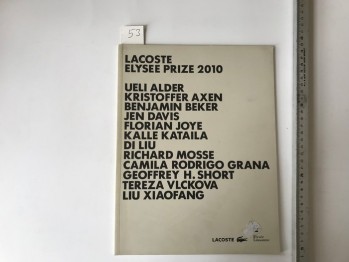 53
LACOSTE
ELYSEE PRIZE 2010
UELI ALDER
KRISTOFFER AXEN
BENJAMIN BEKER
JEN DAVIS
FLORIAN JOYE
KALLE KATAILA
DI LIU
RICHARD MOSSE
CAMILA RODRIGO GRANA
GEOFFREY H. SHORT
TEREZA VLCKOVA
LIU XIAOFANG
LACOSTE